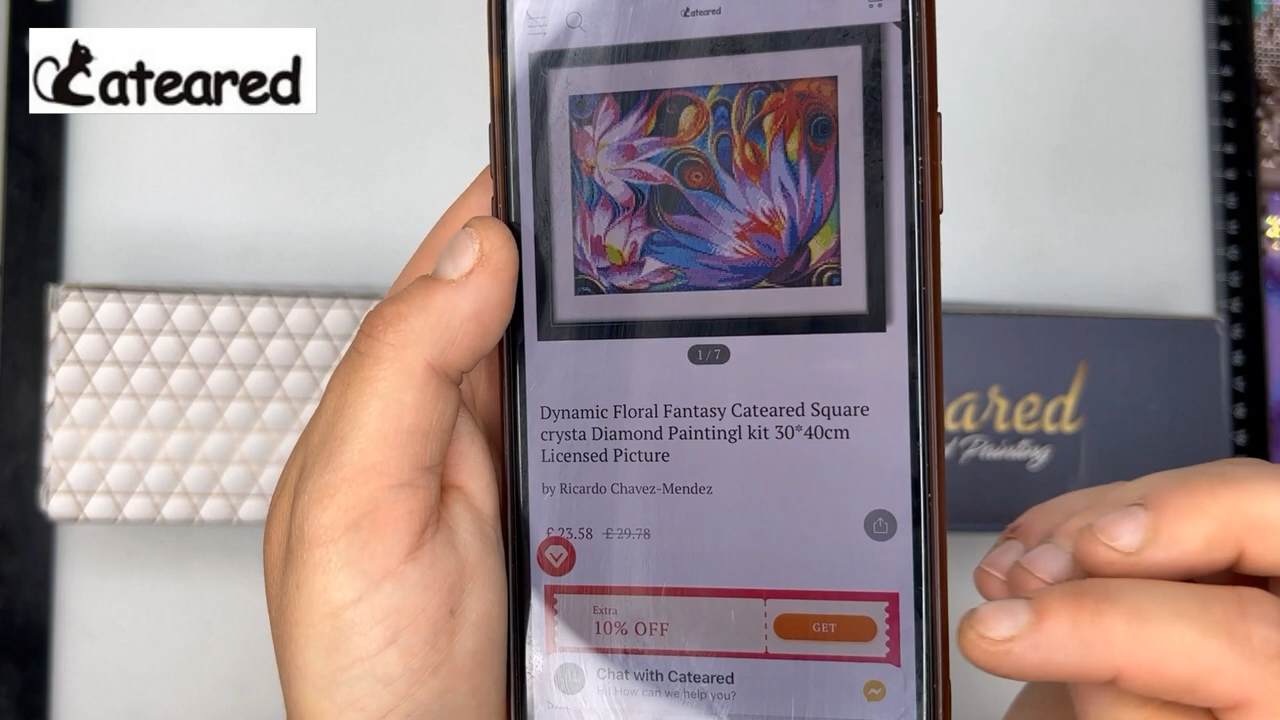 Cateared
Cateared
1 / 7
Dynamic Floral Fantasy Cateared Square
crysta Diamond Paintingl kit 30*40cm
Licensed Picture
by Ricardo Chavez-Mendez
£ 23.58 £ 29.78
Extra
10% OFF
GET
Chat with Cateared
Hi! How can we help you?
ared
Painting